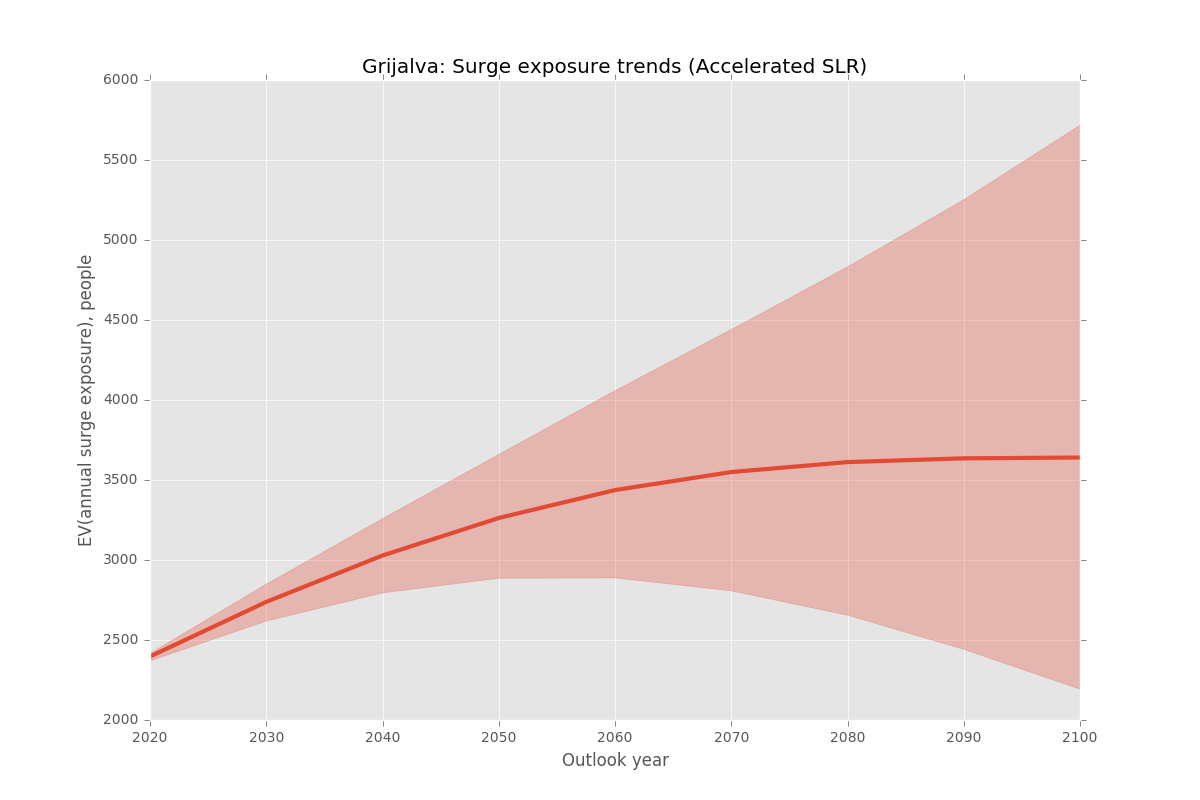 Grijalva: Surge exposure trends (Accelerated SLR)
EV(annual surge exposure), people
6000
5500
5000
4500
4000
3500
3000
2500
2000
2020 2030 2040 2050 2060 2070 2080 2090 2100
Outlook year